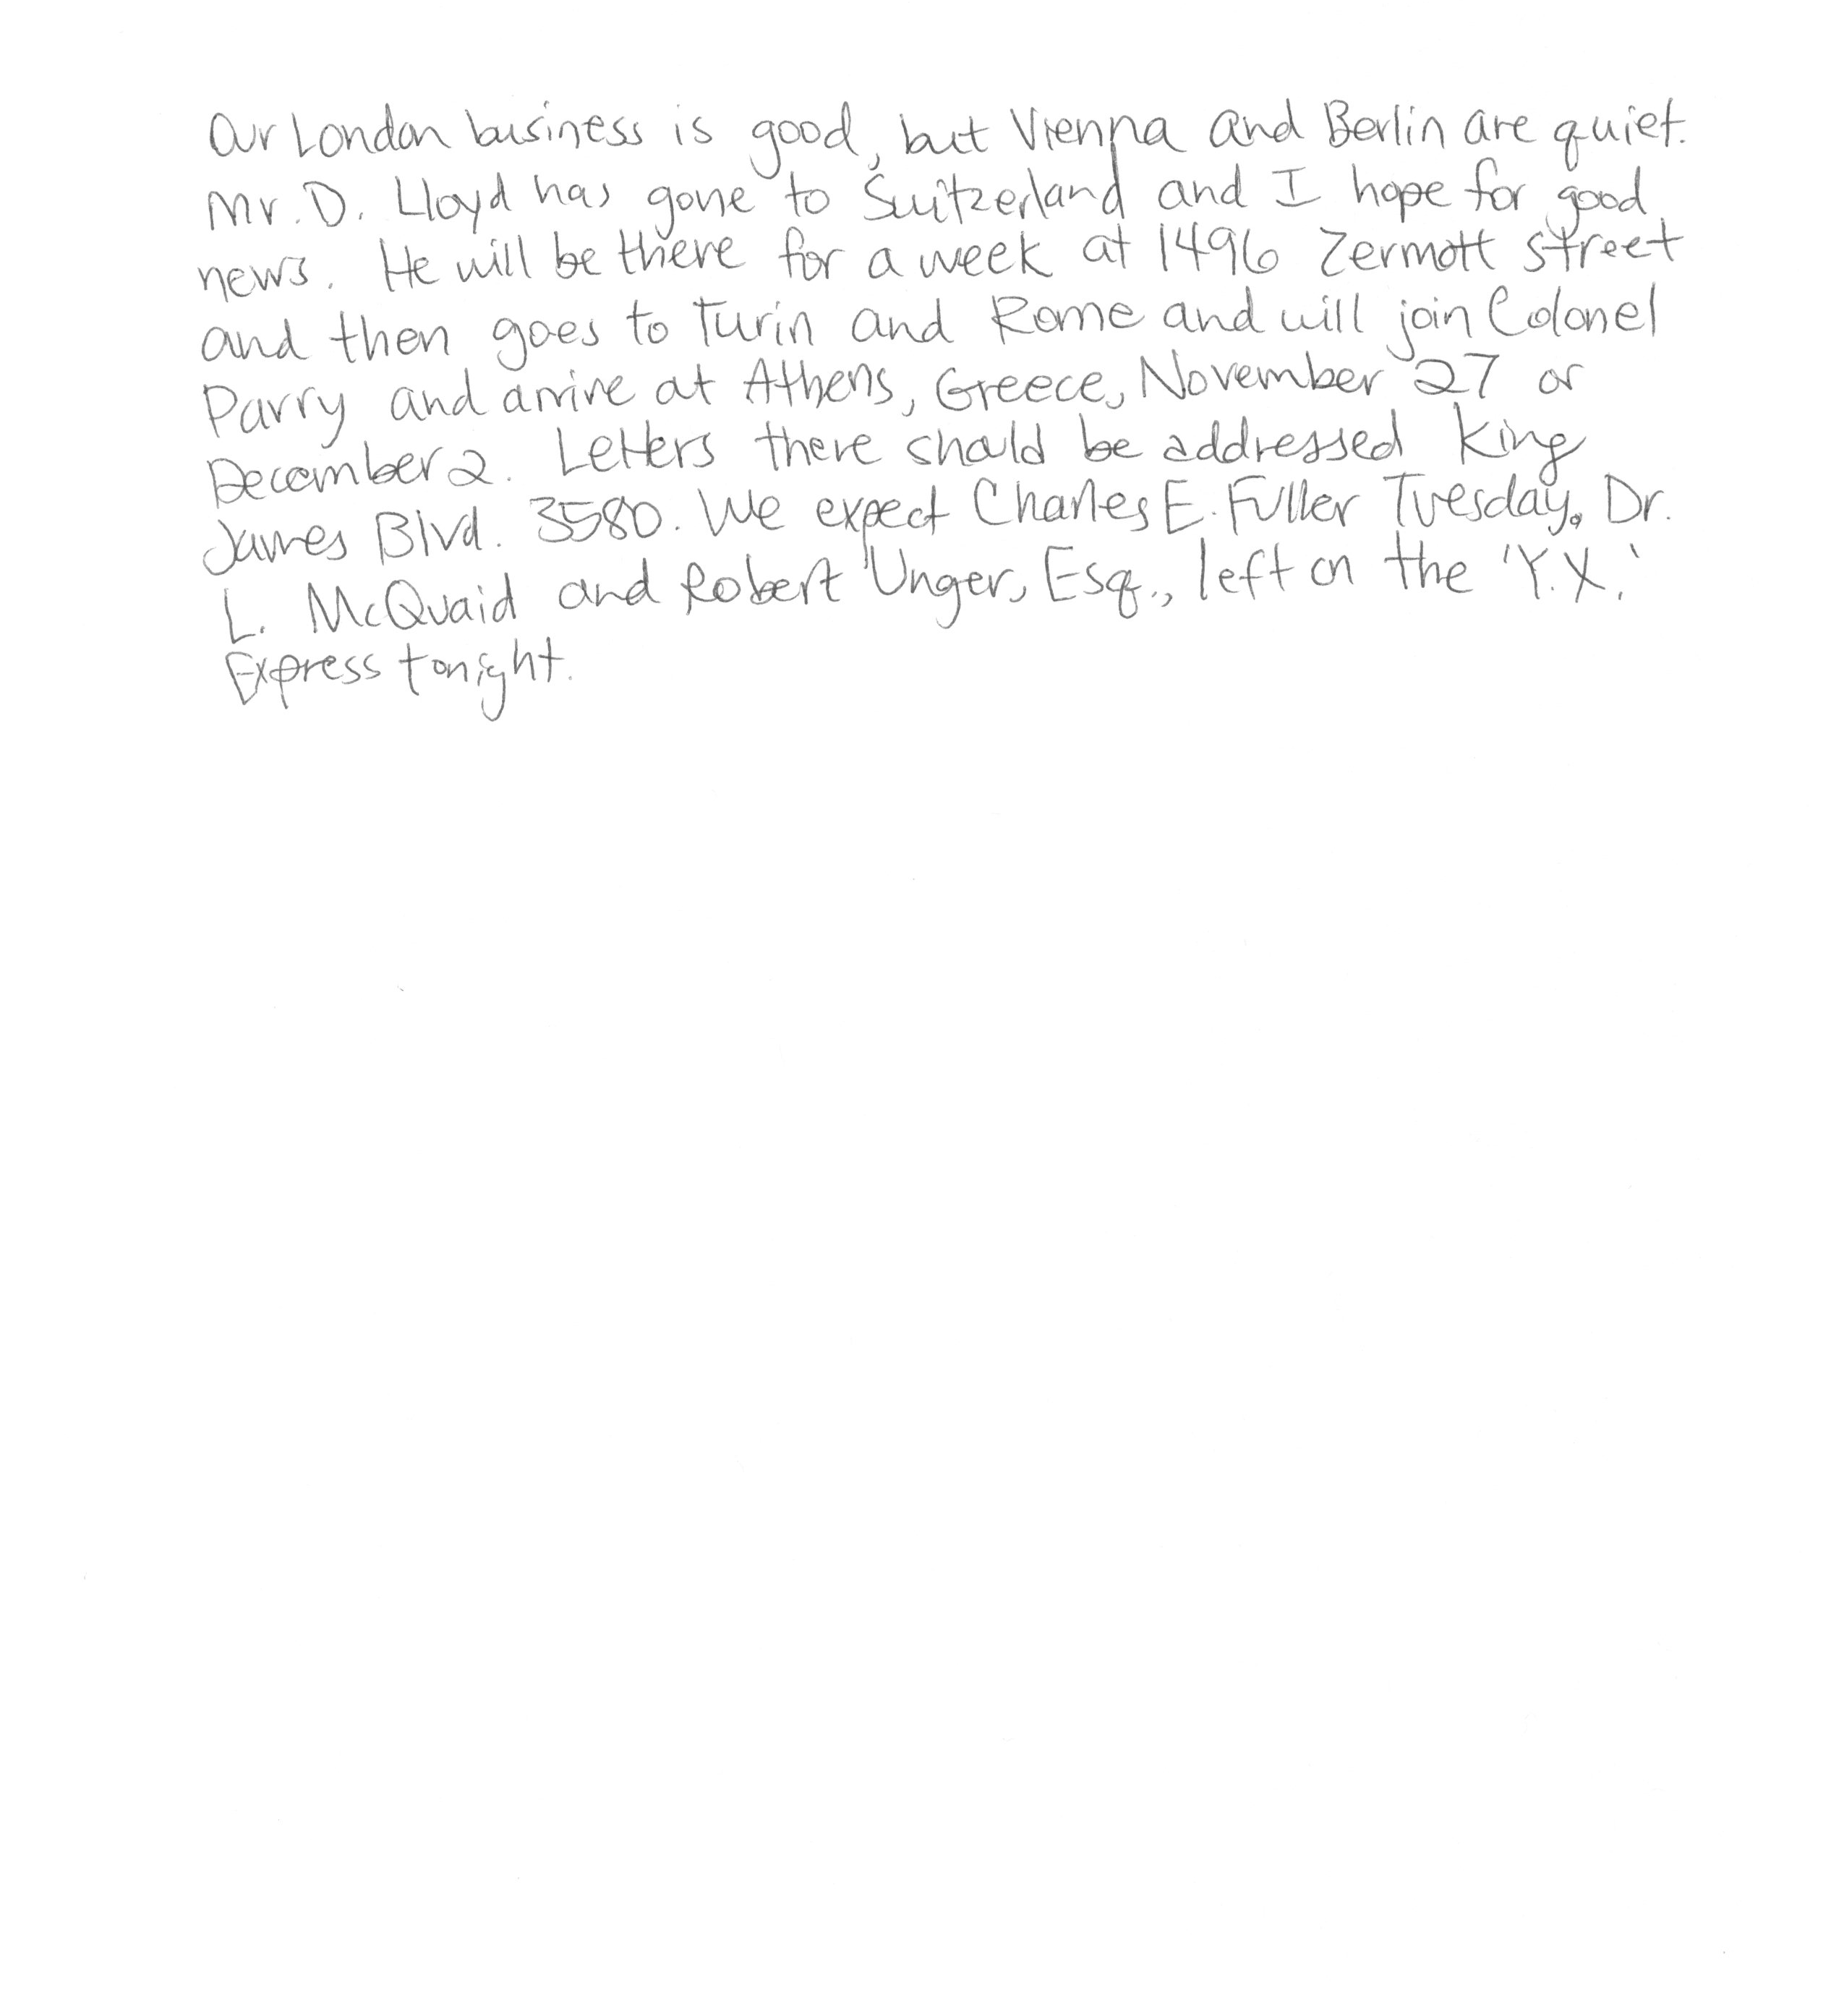 Our London business is good, but Vienna and Berlin are quiet.
Mr. D. Lloyd has gone to Switzerland and I hope for good
news. He will be there for a week at 1496 Zermott street
and then goes to Turin and Rome and will join Colonel
Parry and arrive at Athens, Greece, November 27 or
December 2. Letters there should be addressed King
James Blvd. 3580. We expect Charles E. Fuller Tuesday. Dr.
L. McQuaid and Robert Unger, Esq., left on the 'Y.X.'
Express tonight.